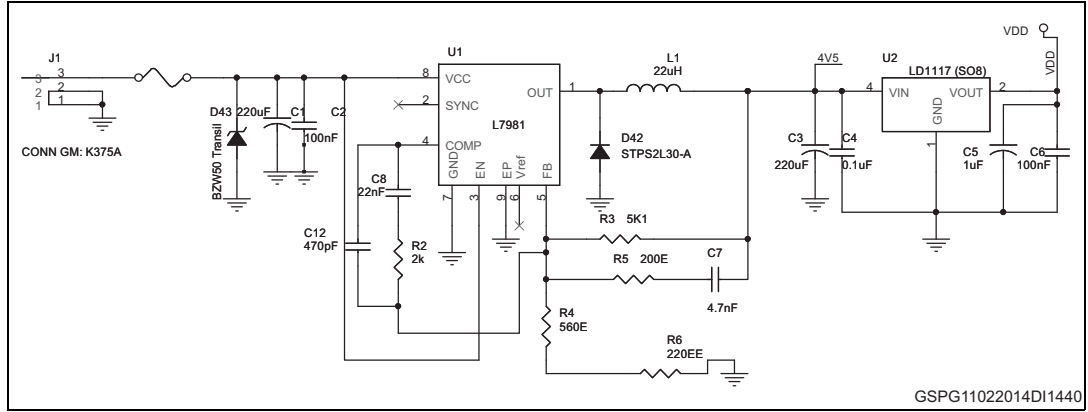 J1
3 3
2 2
1 1
CONN GM: K375A
D43
BZW50 Transil
220uF
C1
100nF
C2
U1
8 VCC
2 SYNC
4 COMP
L7981
OUT 1
GND
EN
EP
Vref
FB
7
3
9
6
5
C8
22nF
C12
470pF
R2
2k
L1
22uH
D42
STPS2L30-A
R3 5K1
R5 200E
C7
4.7nF
R4
560E
R6
220EE
4V5
C3
220uF
C4
0.1uF
U2
LD1117 (SO8)
4 VIN
VOUT 2
GND
1
VDD
VDD
C5
1uF
C6
100nF
GSPG11022014DI1440